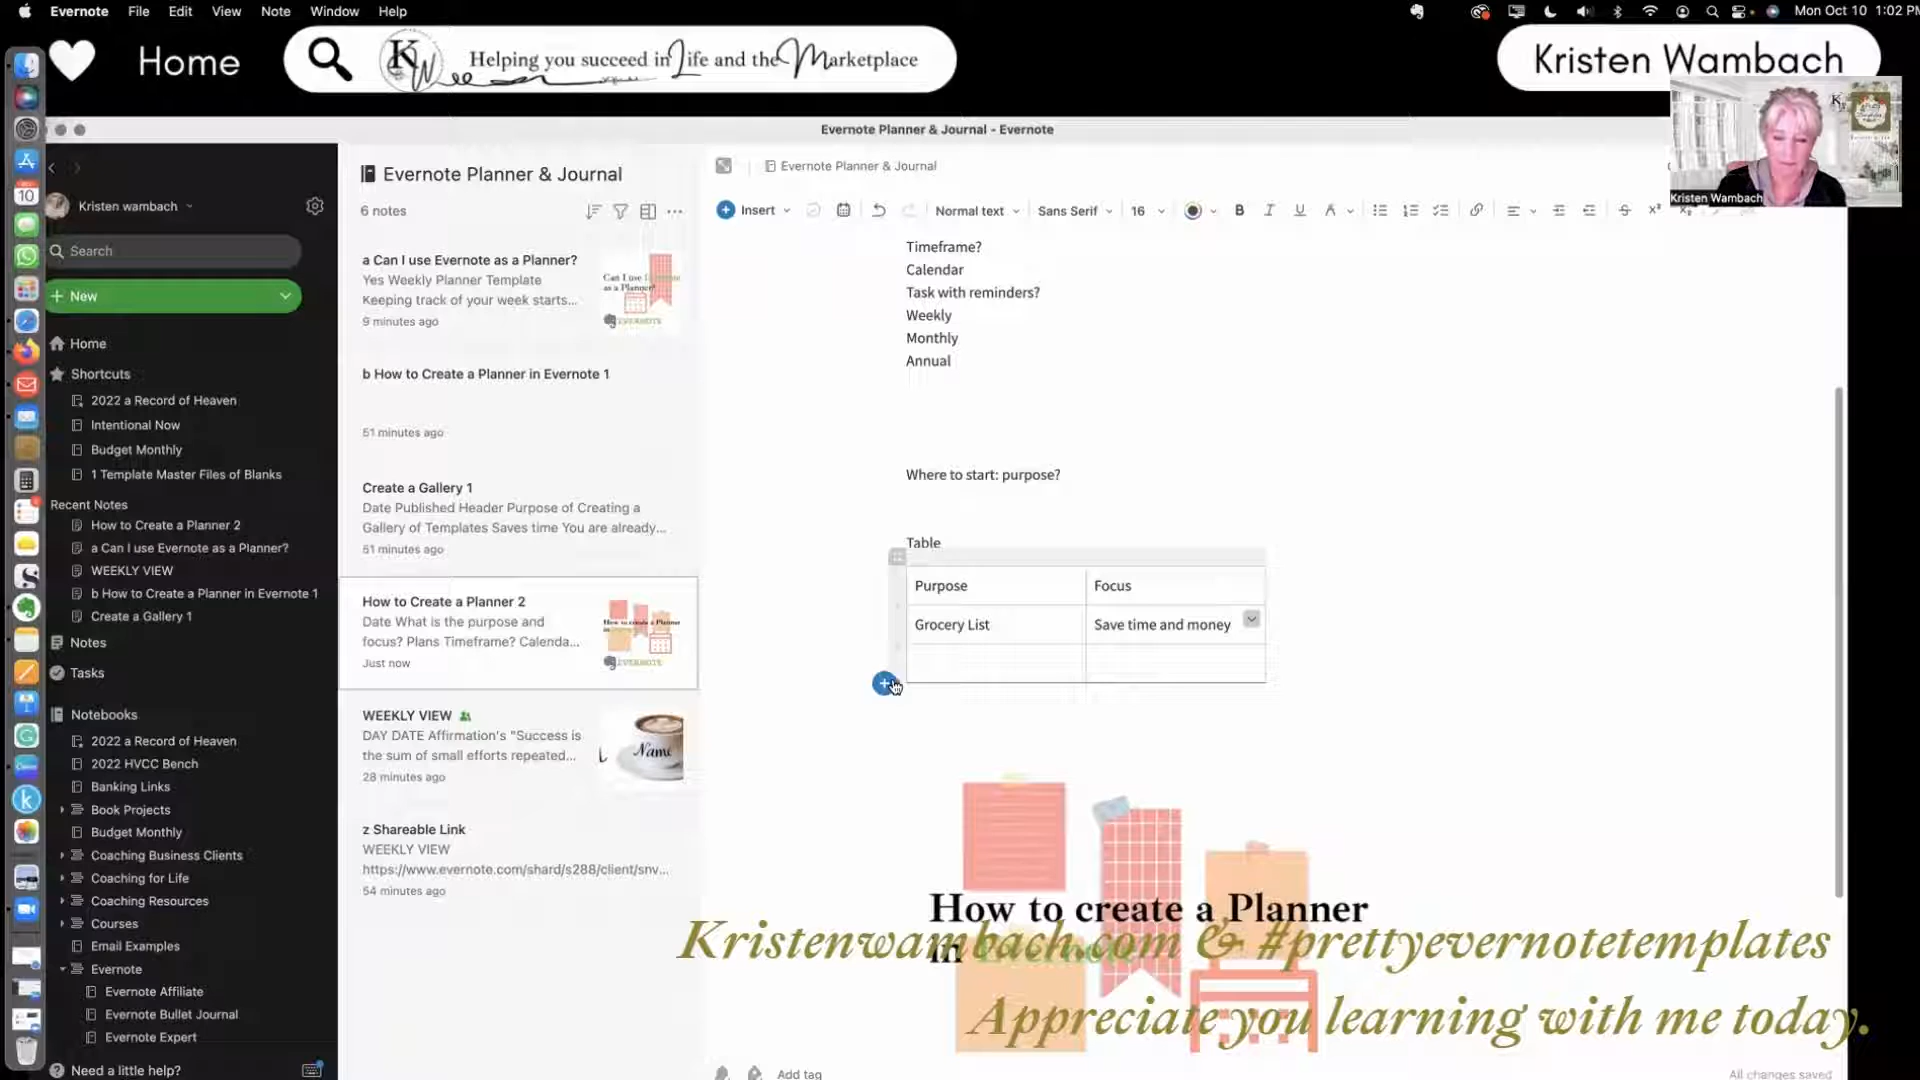 Evernote File Edit View Note Window Help
Mon Oct 10 1:02 PM
Home
Helping you succeed in Life and the Marketplace
Kristen Wambach
Kristen Wambach
Evernote Planner & Journal - Evernote
Kristen wambach
Search
New
Home
Shortcuts
2022 a Record of Heaven
Intentional Now
Budget Monthly
1 Template Master Files of Blanks
Recent Notes
How to Create a Planner 2
a Can I use Evernote as a Planner?
WEEKLY VIEW
b How to Create a Planner in Evernote 1
Create a Gallery 1
Notes
Tasks
Notebooks
2022 a Record of Heaven
2022 HVCC Bench
Banking Links
Book Projects
Budget Monthly
Coaching Business Clients
Coaching for Life
Coaching Resources
Courses
Email Examples
Evernote
Evernote Affiliate
Evernote Bullet Journal
Evernote Expert
Need a little help?
Evernote Planner & Journal
6 notes
a Can I use Evernote as a Planner?
Yes Weekly Planner Template
Keeping track of your week starts...
9 minutes ago
b How to Create a Planner in Evernote 1
51 minutes ago
Create a Gallery 1
Date Published Header Purpose of Creating a
Gallery of Templates Saves time You are already...
51 minutes ago
How to Create a Planner 2
Date What is the purpose and
focus? Plans Timeframe? Calenda...
Just now
WEEKLY VIEW
DAY DATE Affirmation's "Success is
the sum of small efforts repeated...
28 minutes ago
Name
z Shareable Link
WEEKLY VIEW
https://www.evernote.com/shard/s288/client/snv...
54 minutes ago
Evernote Planner & Journal
Insert Normal text Sans Serif 16
Timeframe?
Calendar
Task with reminders?
Weekly
Monthly
Annual
Where to start: purpose?
Table
Purpose Focus
Grocery List Save time and money
How to create a Planner
in
Kristenwambach.com & #prettyevernotetemplates
Appreciate you learning with me today.
Add tag
All changes saved